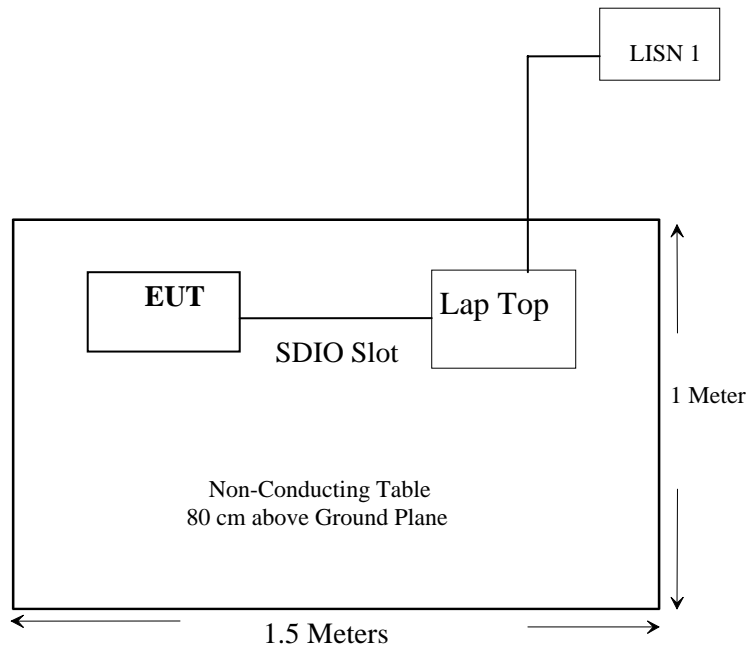 LISN 1
EUT
Lap Top
SDIO Slot
1 Meter
Non-Conducting Table
80 cm above Ground Plane
1.5 Meters